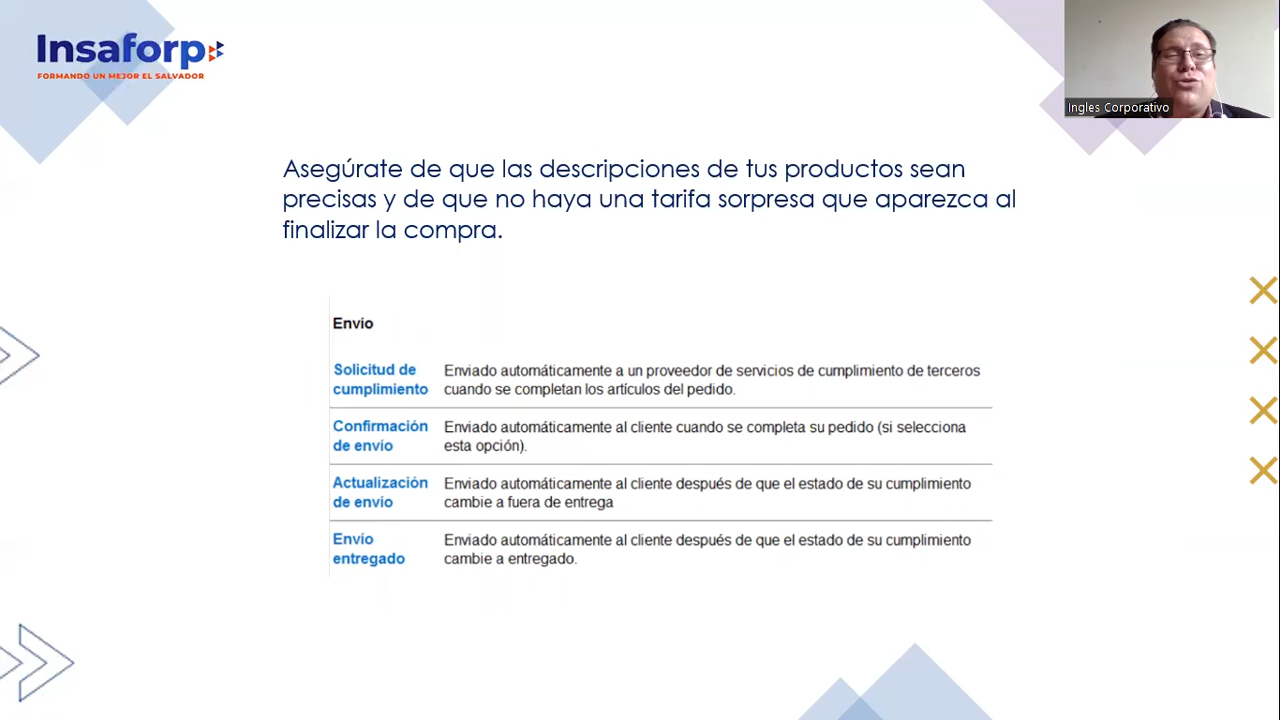 Insaforp
FORMANDO UN MEJOR EL SALVADOR
Ingles Corporativo
Asegúrate de que las descripciones de tus productos sean
precisas y de que no haya una tarifa sorpresa que aparezca al
finalizar la compra.
Envío
Solicitud de
cumplimiento
Enviado automáticamente a un proveedor de servicios de cumplimiento de terceros
cuando se completan los artículos del pedido.
Confirmación
de envío
Enviado automáticamente al cliente cuando se completa su pedido (si selecciona
esta opción).
Actualización
de envío
Enviado automáticamente al cliente después de que el estado de su cumplimiento
cambie a fuera de entrega
Envío
entregado
Enviado automáticamente al cliente después de que el estado de su cumplimiento
cambie a entregado.